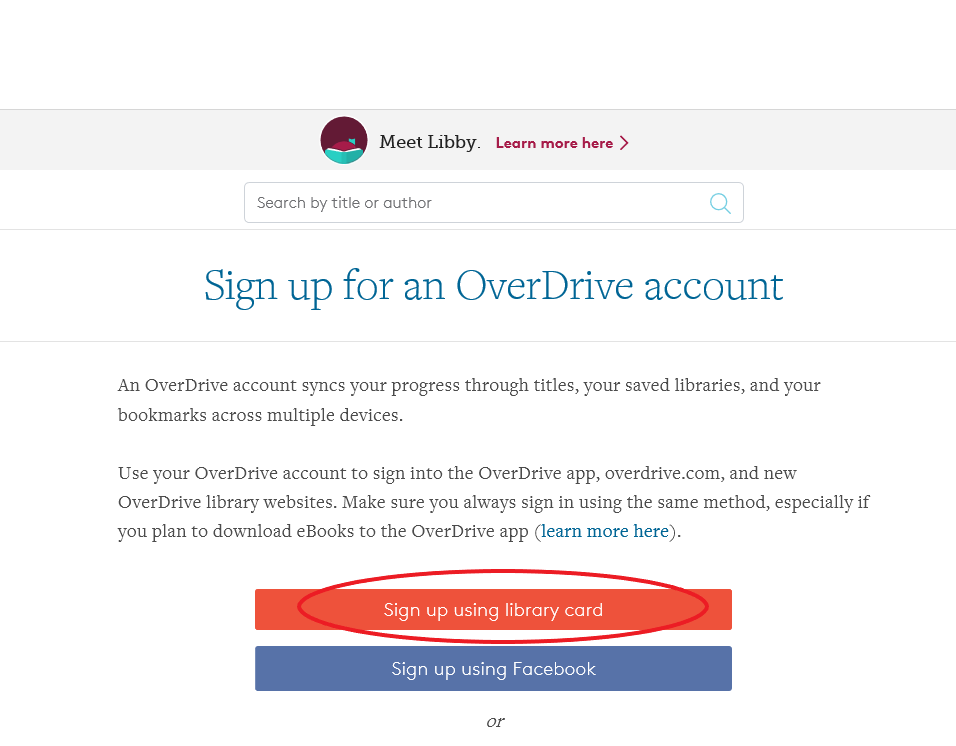 Meet Libby. Learn more here
Search by title or author
Sign up for an OverDrive account
An OverDrive account syncs your progress through titles, your saved libraries, and your
bookmarks across multiple devices.
Use your OverDrive account to sign into the OverDrive app, overdrive.com, and new
OverDrive library websites. Make sure you always sign in using the same method, especially if
you plan to download eBooks to the OverDrive app (learn more here).
Sign up using library card
Sign up using Facebook
or